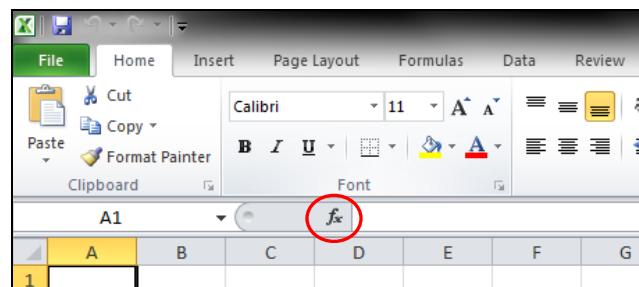 File Home Insert Page Layout Formulas Data Review
Cut
Calibri 11 A A
Copy
Paste
Format Painter
B I U A
Clipboard Font
A1 fx
A B C D E F G
1